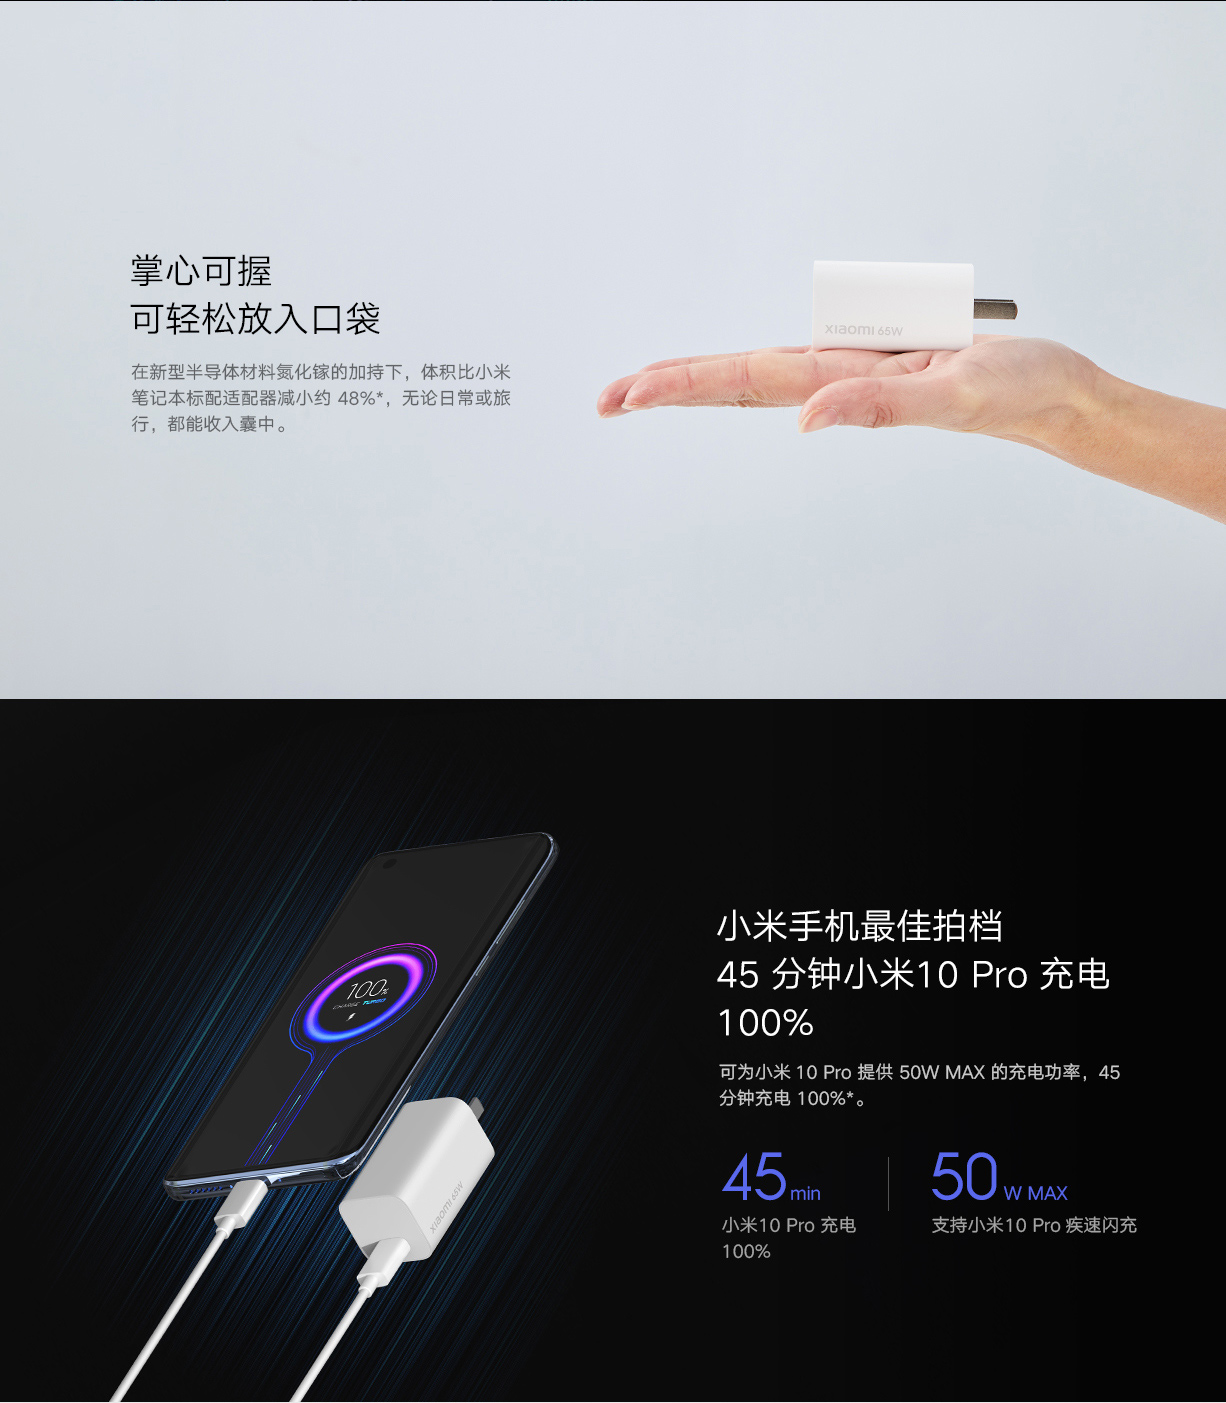 掌心可握
可轻松放入口袋
在新型半导体材料氮化镓的加持下，体积比小米
笔记本标配适配器减小约 48%*，无论日常或旅
行，都能收入囊中。
xiaomi 65W
100%
CHARGE TURBO
xiaomi 65W
小米手机最佳拍档
45 分钟小米10 Pro 充电
100%
可为小米 10 Pro 提供 50W MAX 的充电功率，45
分钟充电 100%*。
45 min
小米10 Pro 充电
100%
50 W MAX
支持小米10 Pro 疾速闪充